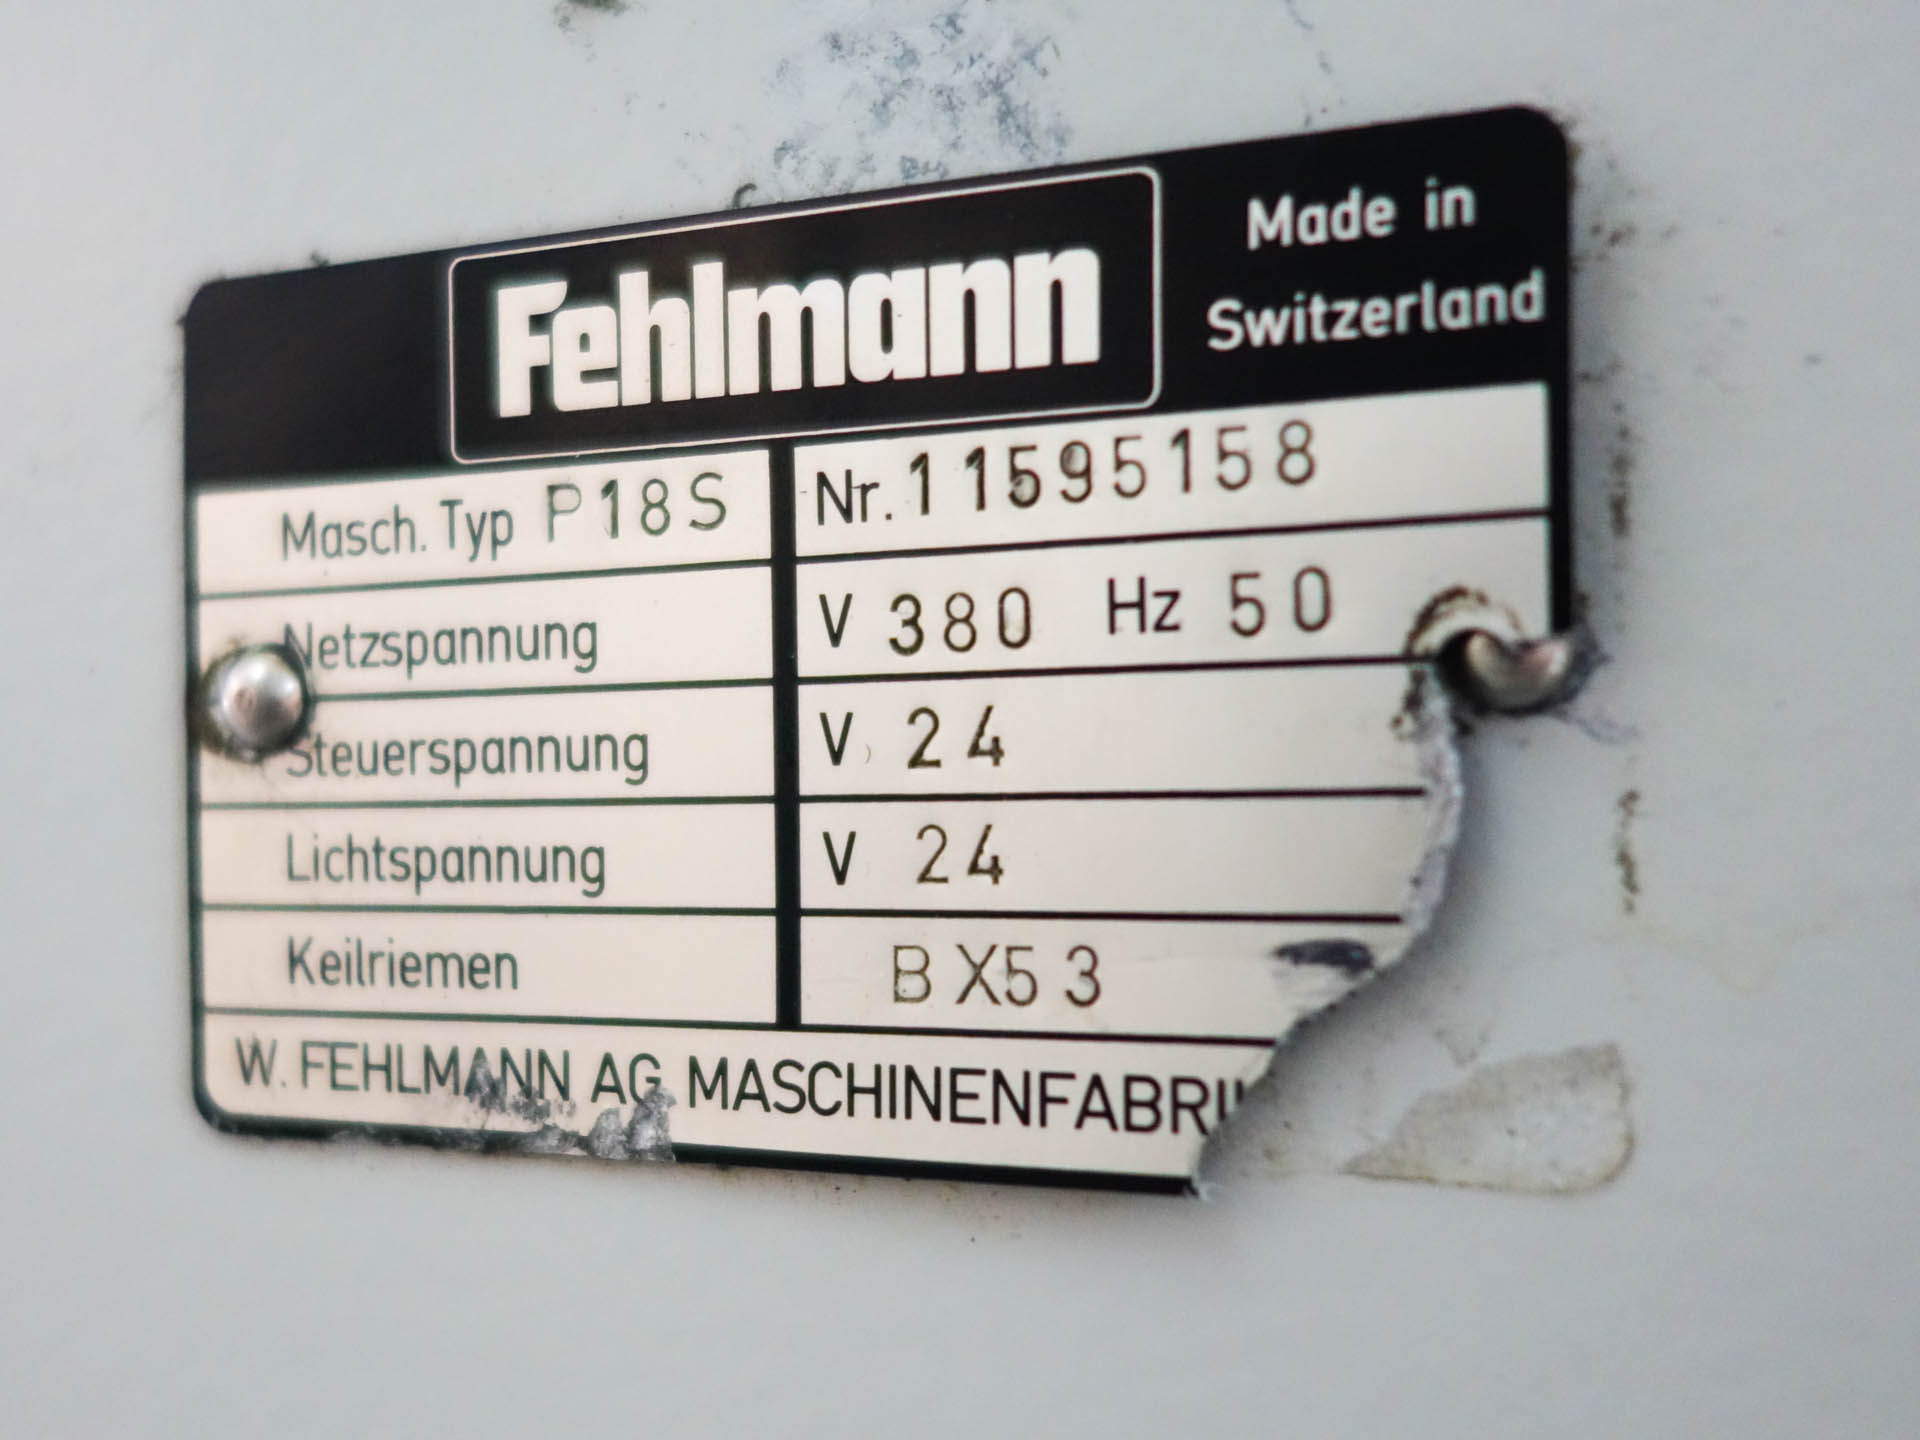 Fehlmann
Made in
Switzerland
Masch. Typ P18S Nr. 11595158
Netzspannung V 380 Hz 50
Steuerspannung V 24
Lichtspannung V 24
Keilriemen BX53
W. FEHLMANN AG MASCHINENFABRI